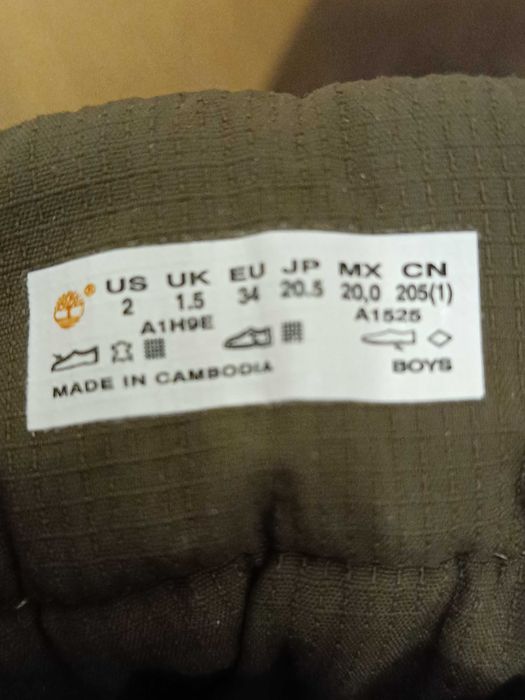 ® US UK EU JP MX CN
2 1.5 34 20.5 20,0 205(1)
A1H9E A1525
BOYS
MADE IN CAMBODIA